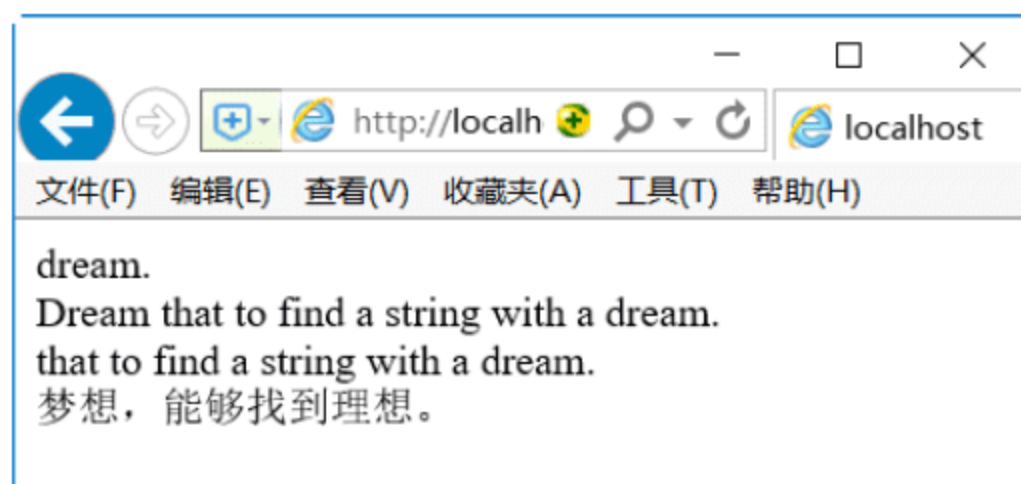 http://localh
localhost
文件(F) 编辑(E) 查看(V) 收藏夹(A) 工具(T) 帮助(H)
dream.
Dream that to find a string with a dream.
that to find a string with a dream.
梦想，能够找到理想。